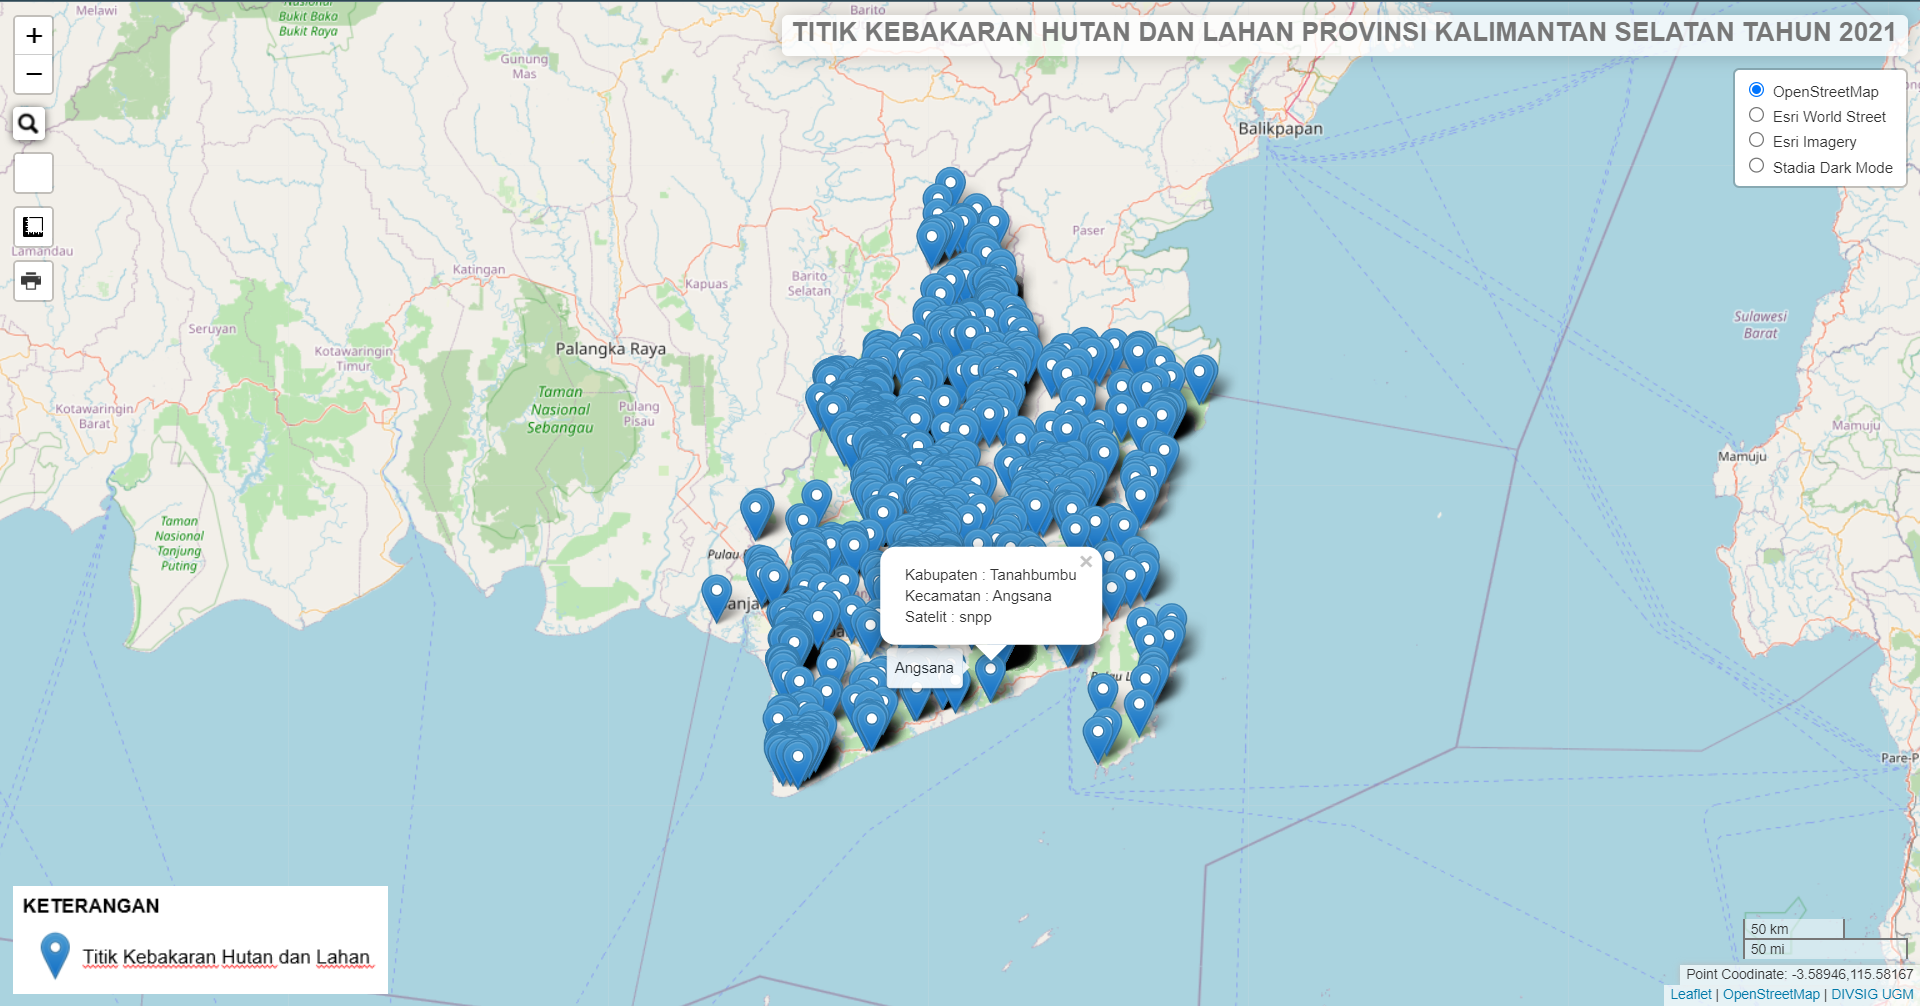 Melawi
Nasional
Bukit Baka
Bukit Raya
Barito
TITIK KEBAKARAN HUTAN DAN LAHAN PROVINSI KALIMANTAN SELATAN TAHUN 2021
+
−
Gunung
Mas
OpenStreetMap
Esri World Street
Esri Imagery
Stadia Dark Mode
Balikpapan
Lamandau
Katingan
Kapuas
Barito
Selatan
Paser
Seruyan
Kotawaringin
Timur
Palangka Raya
Sulawesi
Barat
Kotawaringin
Barat
Taman
Nasional
Sebangau
Pulang
Pisau
Mamuju
Mamuju
Taman
Nasional
Tanjung
Puting
Pulau
Kabupaten : Tanahbumbu
Kecamatan : Angsana
Satelit : snpp
×
Angsana
Pare-P
KETERANGAN
Titik Kebakaran Hutan dan Lahan
50 km
50 mi
Point Coodinate: -3.58946,115.58167
Leaflet | OpenStreetMap | DIVSIG UGM